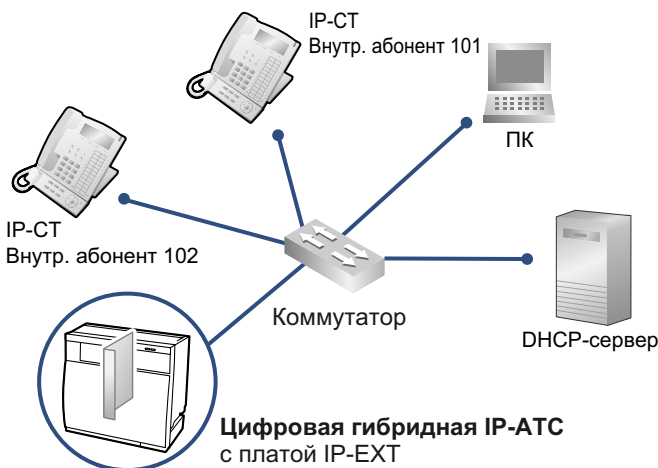 IP-CT
Внутр. абонент 101
ПК
IP-CT
Внутр. абонент 102
Коммутатор
DHCP-сервер
Цифровая гибридная IP-АТС
с платой IP-EXT